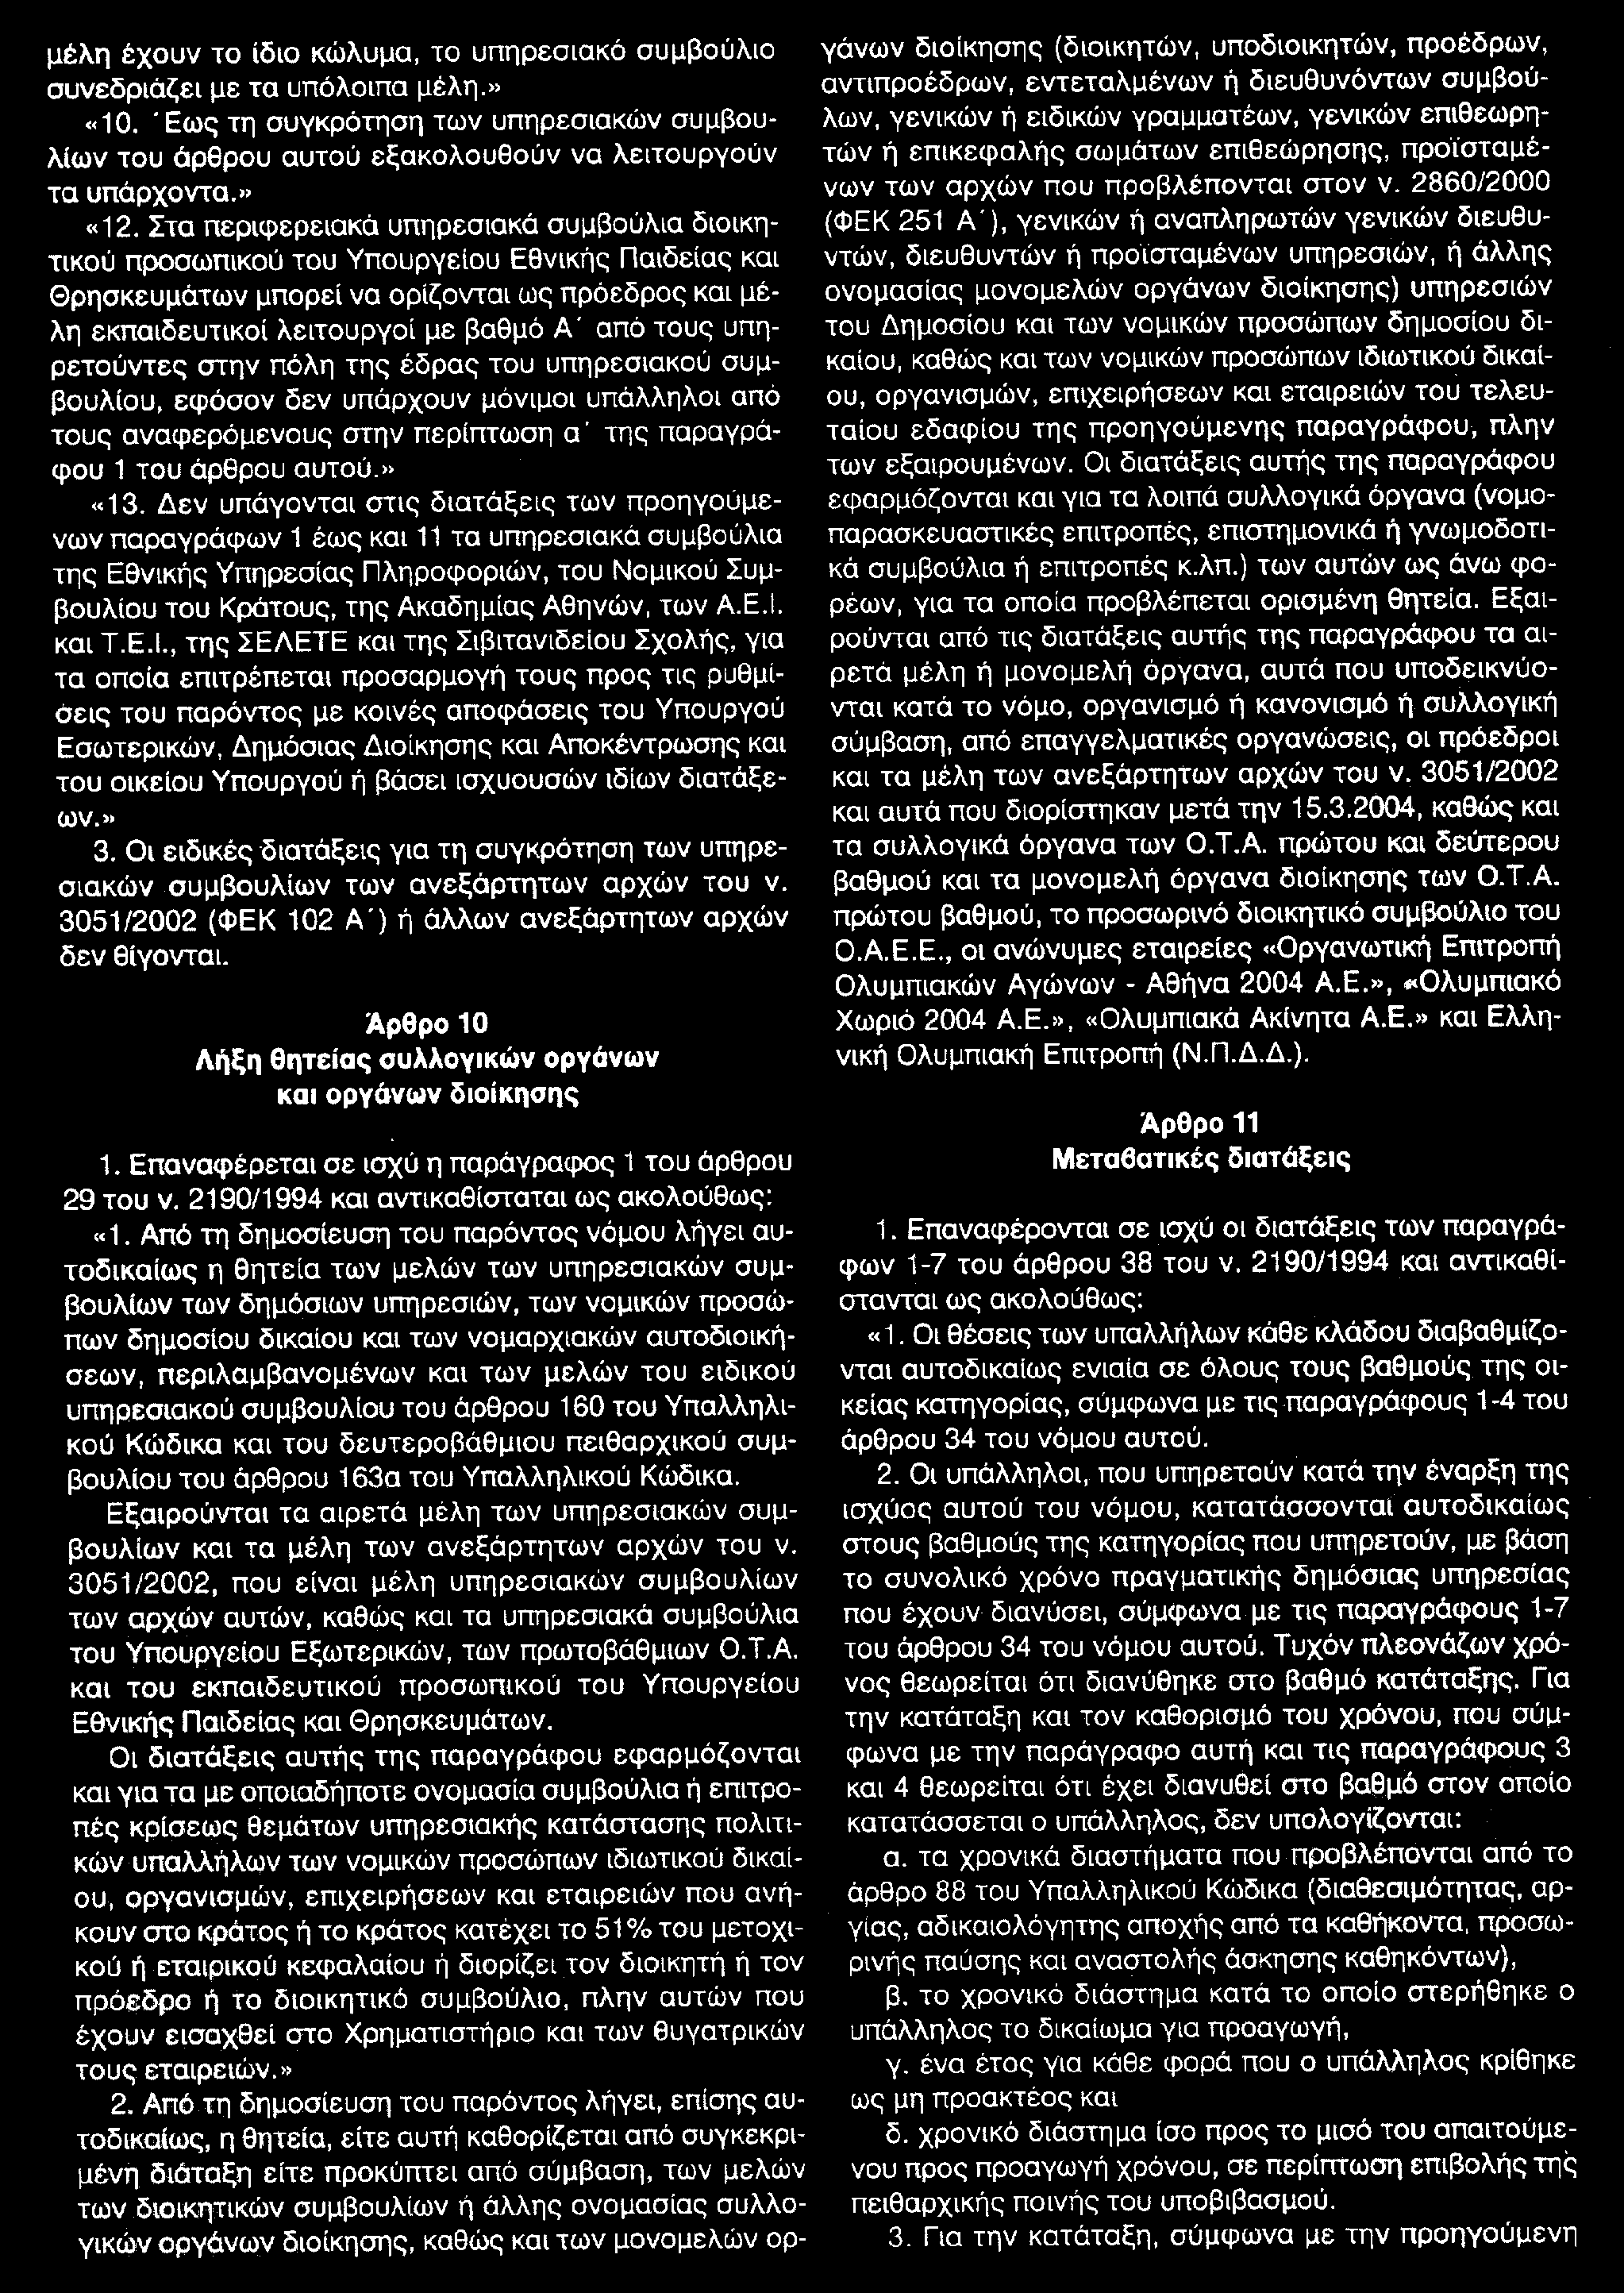 μέλη έχουν το ίδιο κώλυμα, το υπηρεσιακό συμβούλιο
συνεδριάζει με τα υπόλοιπα μέλη.»
«10. Έως τη συγκρότηση των υπηρεσιακών συμβου-
λίων του άρθρου αυτού εξακολουθούν να λειτουργούν
τα υπάρχοντα.»
«12. Στα περιφερειακά υπηρεσιακά συμβούλια διοικη-
τικού προσωπικού του Υπουργείου Εθνικής Παιδείας και
Θρησκευμάτων μπορεί να ορίζονται ως πρόεδρος και μέ-
λη εκπαιδευτικοί λειτουργοί με βαθμό Α΄ από τους υπη-
ρετούντες στην πόλη της έδρας του υπηρεσιακού συμ-
βουλίου, εφόσον δεν υπάρχουν μόνιμοι υπάλληλοι από
τους αναφερόμενους στην περίπτωση α΄ της παραγρά-
φου 1 του άρθρου αυτού.»
«13. Δεν υπάγονται στις διατάξεις των προηγούμε-
νων παραγράφων 1 έως και 11 τα υπηρεσιακά συμβούλια
της Εθνικής Υπηρεσίας Πληροφοριών, του Νομικού Συμ-
βουλίου του Κράτους, της Ακαδημίας Αθηνών, των Α.Ε.Ι.
και Τ.Ε.Ι., της ΣΕΛΕΤΕ και της Σιβιτανιδείου Σχολής, για
τα οποία επιτρέπεται προσαρμογή τους προς τις ρυθμί-
σεις του παρόντος με κοινές αποφάσεις του Υπουργού
Εσωτερικών, Δημόσιας Διοίκησης και Αποκέντρωσης και
του οικείου Υπουργού ή βάσει ισχυουσών ιδίων διατάξε-
ων.»
3. Οι ειδικές διατάξεις για τη συγκρότηση των υπηρε-
σιακών συμβουλίων των ανεξάρτητων αρχών του ν.
3051/2002 (ΦΕΚ 102 Α΄) ή άλλων ανεξάρτητων αρχών
δεν θίγονται.
Άρθρο 10
Λήξη θητείας συλλογικών οργάνων
και οργάνων διοίκησης
1. Επαναφέρεται σε ισχύ η παράγραφος 1 του άρθρου
29 του ν. 2190/1994 και αντικαθίσταται ως ακολούθως:
«1. Από τη δημοσίευση του παρόντος νόμου λήγει αυ-
τοδικαίως η θητεία των μελών των υπηρεσιακών συμ-
βουλίων των δημόσιων υπηρεσιών, των νομικών προσώ-
πων δημοσίου δικαίου και των νομαρχιακών αυτοδιοική-
σεων, περιλαμβανομένων και των μελών του ειδικού
υπηρεσιακού συμβουλίου του άρθρου 160 του Υπαλληλι-
κού Κώδικα και του δευτεροβάθμιου πειθαρχικού συμ-
βουλίου του άρθρου 163α του Υπαλληλικού Κώδικα.
Εξαιρούνται τα αιρετά μέλη των υπηρεσιακών συμ-
βουλίων και τα μέλη των ανεξάρτητων αρχών του ν.
3051/2002, που είναι μέλη υπηρεσιακών συμβουλίων
των αρχών αυτών, καθώς και τα υπηρεσιακά συμβούλια
του Υπουργείου Εξωτερικών, των πρωτοβάθμιων Ο.Τ.Α.
και του εκπαιδευτικού προσωπικού του Υπουργείου
Εθνικής Παιδείας και Θρησκευμάτων.
Οι διατάξεις αυτής της παραγράφου εφαρμόζονται
και για τα με οποιαδήποτε ονομασία συμβούλια ή επιτρο-
πές κρίσεως θεμάτων υπηρεσιακής κατάστασης πολιτι-
κών υπαλλήλων των νομικών προσώπων ιδιωτικού δικαί-
ου, οργανισμών, επιχειρήσεων και εταιρειών που ανή-
κουν στο κράτος ή το κράτος κατέχει το 51% του μετοχι-
κού ή εταιρικού κεφαλαίου ή διορίζει τον διοικητή ή τον
πρόεδρο ή το διοικητικό συμβούλιο, πλην αυτών που
έχουν εισαχθεί στο Χρηματιστήριο και των θυγατρικών
τους εταιρειών.»
2. Από τη δημοσίευση του παρόντος λήγει, επίσης αυ-
τοδικαίως, η θητεία, είτε αυτή καθορίζεται από συγκεκρι-
μένη διάταξη είτε προκύπτει από σύμβαση, των μελών
των διοικητικών συμβουλίων ή άλλης ονομασίας συλλο-
γικών οργάνων διοίκησης, καθώς και των μονομελών ορ-
γάνων διοίκησης (διοικητών, υποδιοικητών, προέδρων,
αντιπροέδρων, εντεταλμένων ή διευθυνόντων συμβού-
λων, γενικών ή ειδικών γραμματέων, γενικών επιθεωρη-
τών ή επικεφαλής σωμάτων επιθεώρησης, προϊσταμέ-
νων των αρχών που προβλέπονται στον ν. 2860/2000
(ΦΕΚ 251 Α΄), γενικών ή αναπληρωτών γενικών διευθυ-
ντών, διευθυντών ή προϊσταμένων υπηρεσιών, ή άλλης
ονομασίας μονομελών οργάνων διοίκησης) υπηρεσιών
του Δημοσίου και των νομικών προσώπων δημοσίου δι-
καίου, καθώς και των νομικών προσώπων ιδιωτικού δικαί-
ου, οργανισμών, επιχειρήσεων και εταιρειών του τελευ-
ταίου εδαφίου της προηγούμενης παραγράφου, πλην
των εξαιρουμένων. Οι διατάξεις αυτής της παραγράφου
εφαρμόζονται και για τα λοιπά συλλογικά όργανα (νομο-
παρασκευαστικές επιτροπές, επιστημονικά ή γνωμοδοτι-
κά συμβούλια ή επιτροπές κ.λπ.) των αυτών ως άνω φο-
ρέων, για τα οποία προβλέπεται ορισμένη θητεία. Εξαι-
ρούνται από τις διατάξεις αυτής της παραγράφου τα αι-
ρετά μέλη ή μονομελή όργανα, αυτά που υποδεικνύο-
νται κατά το νόμο, οργανισμό ή κανονισμό ή συλλογική
σύμβαση, από επαγγελματικές οργανώσεις, οι πρόεδροι
και τα μέλη των ανεξάρτητων αρχών του ν. 3051/2002
και αυτά που διορίστηκαν μετά την 15.3.2004, καθώς και
τα συλλογικά όργανα των Ο.Τ.Α. πρώτου και δεύτερου
βαθμού και τα μονομελή όργανα διοίκησης των Ο.Τ.Α.
πρώτου βαθμού, το προσωρινό διοικητικό συμβούλιο του
Ο.Α.Ε.Ε., οι ανώνυμες εταιρείες «Οργανωτική Επιτροπή
Ολυμπιακών Αγώνων - Αθήνα 2004 Α.Ε.», «Ολυμπιακό
Χωριό 2004 Α.Ε.», «Ολυμπιακά Ακίνητα Α.Ε.» και Ελλη-
νική Ολυμπιακή Επιτροπή (Ν.Π.Δ.Δ.).
Άρθρο 11
Μεταβατικές διατάξεις
1. Επαναφέρονται σε ισχύ οι διατάξεις των παραγρά-
φων 1-7 του άρθρου 38 του ν. 2190/1994 και αντικαθί-
στανται ως ακολούθως:
«1. Οι θέσεις των υπαλλήλων κάθε κλάδου διαβαθμίζο-
νται αυτοδικαίως ενιαία σε όλους τους βαθμούς της οι-
κείας κατηγορίας, σύμφωνα με τις παραγράφους 1-4 του
άρθρου 34 του νόμου αυτού.
2. Οι υπάλληλοι, που υπηρετούν κατά την έναρξη της
ισχύος αυτού του νόμου, κατατάσσονται αυτοδικαίως
στους βαθμούς της κατηγορίας που υπηρετούν, με βάση
το συνολικό χρόνο πραγματικής δημόσιας υπηρεσίας
που έχουν διανύσει, σύμφωνα με τις παραγράφους 1-7
του άρθρου 34 του νόμου αυτού. Τυχόν πλεονάζων χρό-
νος θεωρείται ότι διανύθηκε στο βαθμό κατάταξης. Για
την κατάταξη και τον καθορισμό του χρόνου, που σύμ-
φωνα με την παράγραφο αυτή και τις παραγράφους 3
και 4 θεωρείται ότι έχει διανυθεί στο βαθμό στον οποίο
κατατάσσεται ο υπάλληλος, δεν υπολογίζονται:
α. τα χρονικά διαστήματα που προβλέπονται από το
άρθρο 88 του Υπαλληλικού Κώδικα (διαθεσιμότητας, αρ-
γίας, αδικαιολόγητης αποχής από τα καθήκοντα, προσω-
ρινής παύσης και αναστολής άσκησης καθηκόντων),
β. το χρονικό διάστημα κατά το οποίο στερήθηκε ο
υπάλληλος το δικαίωμα για προαγωγή,
γ. ένα έτος για κάθε φορά που ο υπάλληλος κρίθηκε
ως μη προακτέος και
δ. χρονικό διάστημα ίσο προς το μισό του απαιτούμε-
νου προς προαγωγή χρόνου, σε περίπτωση επιβολής της
πειθαρχικής ποινής του υποβιβασμού.
3. Για την κατάταξη, σύμφωνα με την προηγούμενη